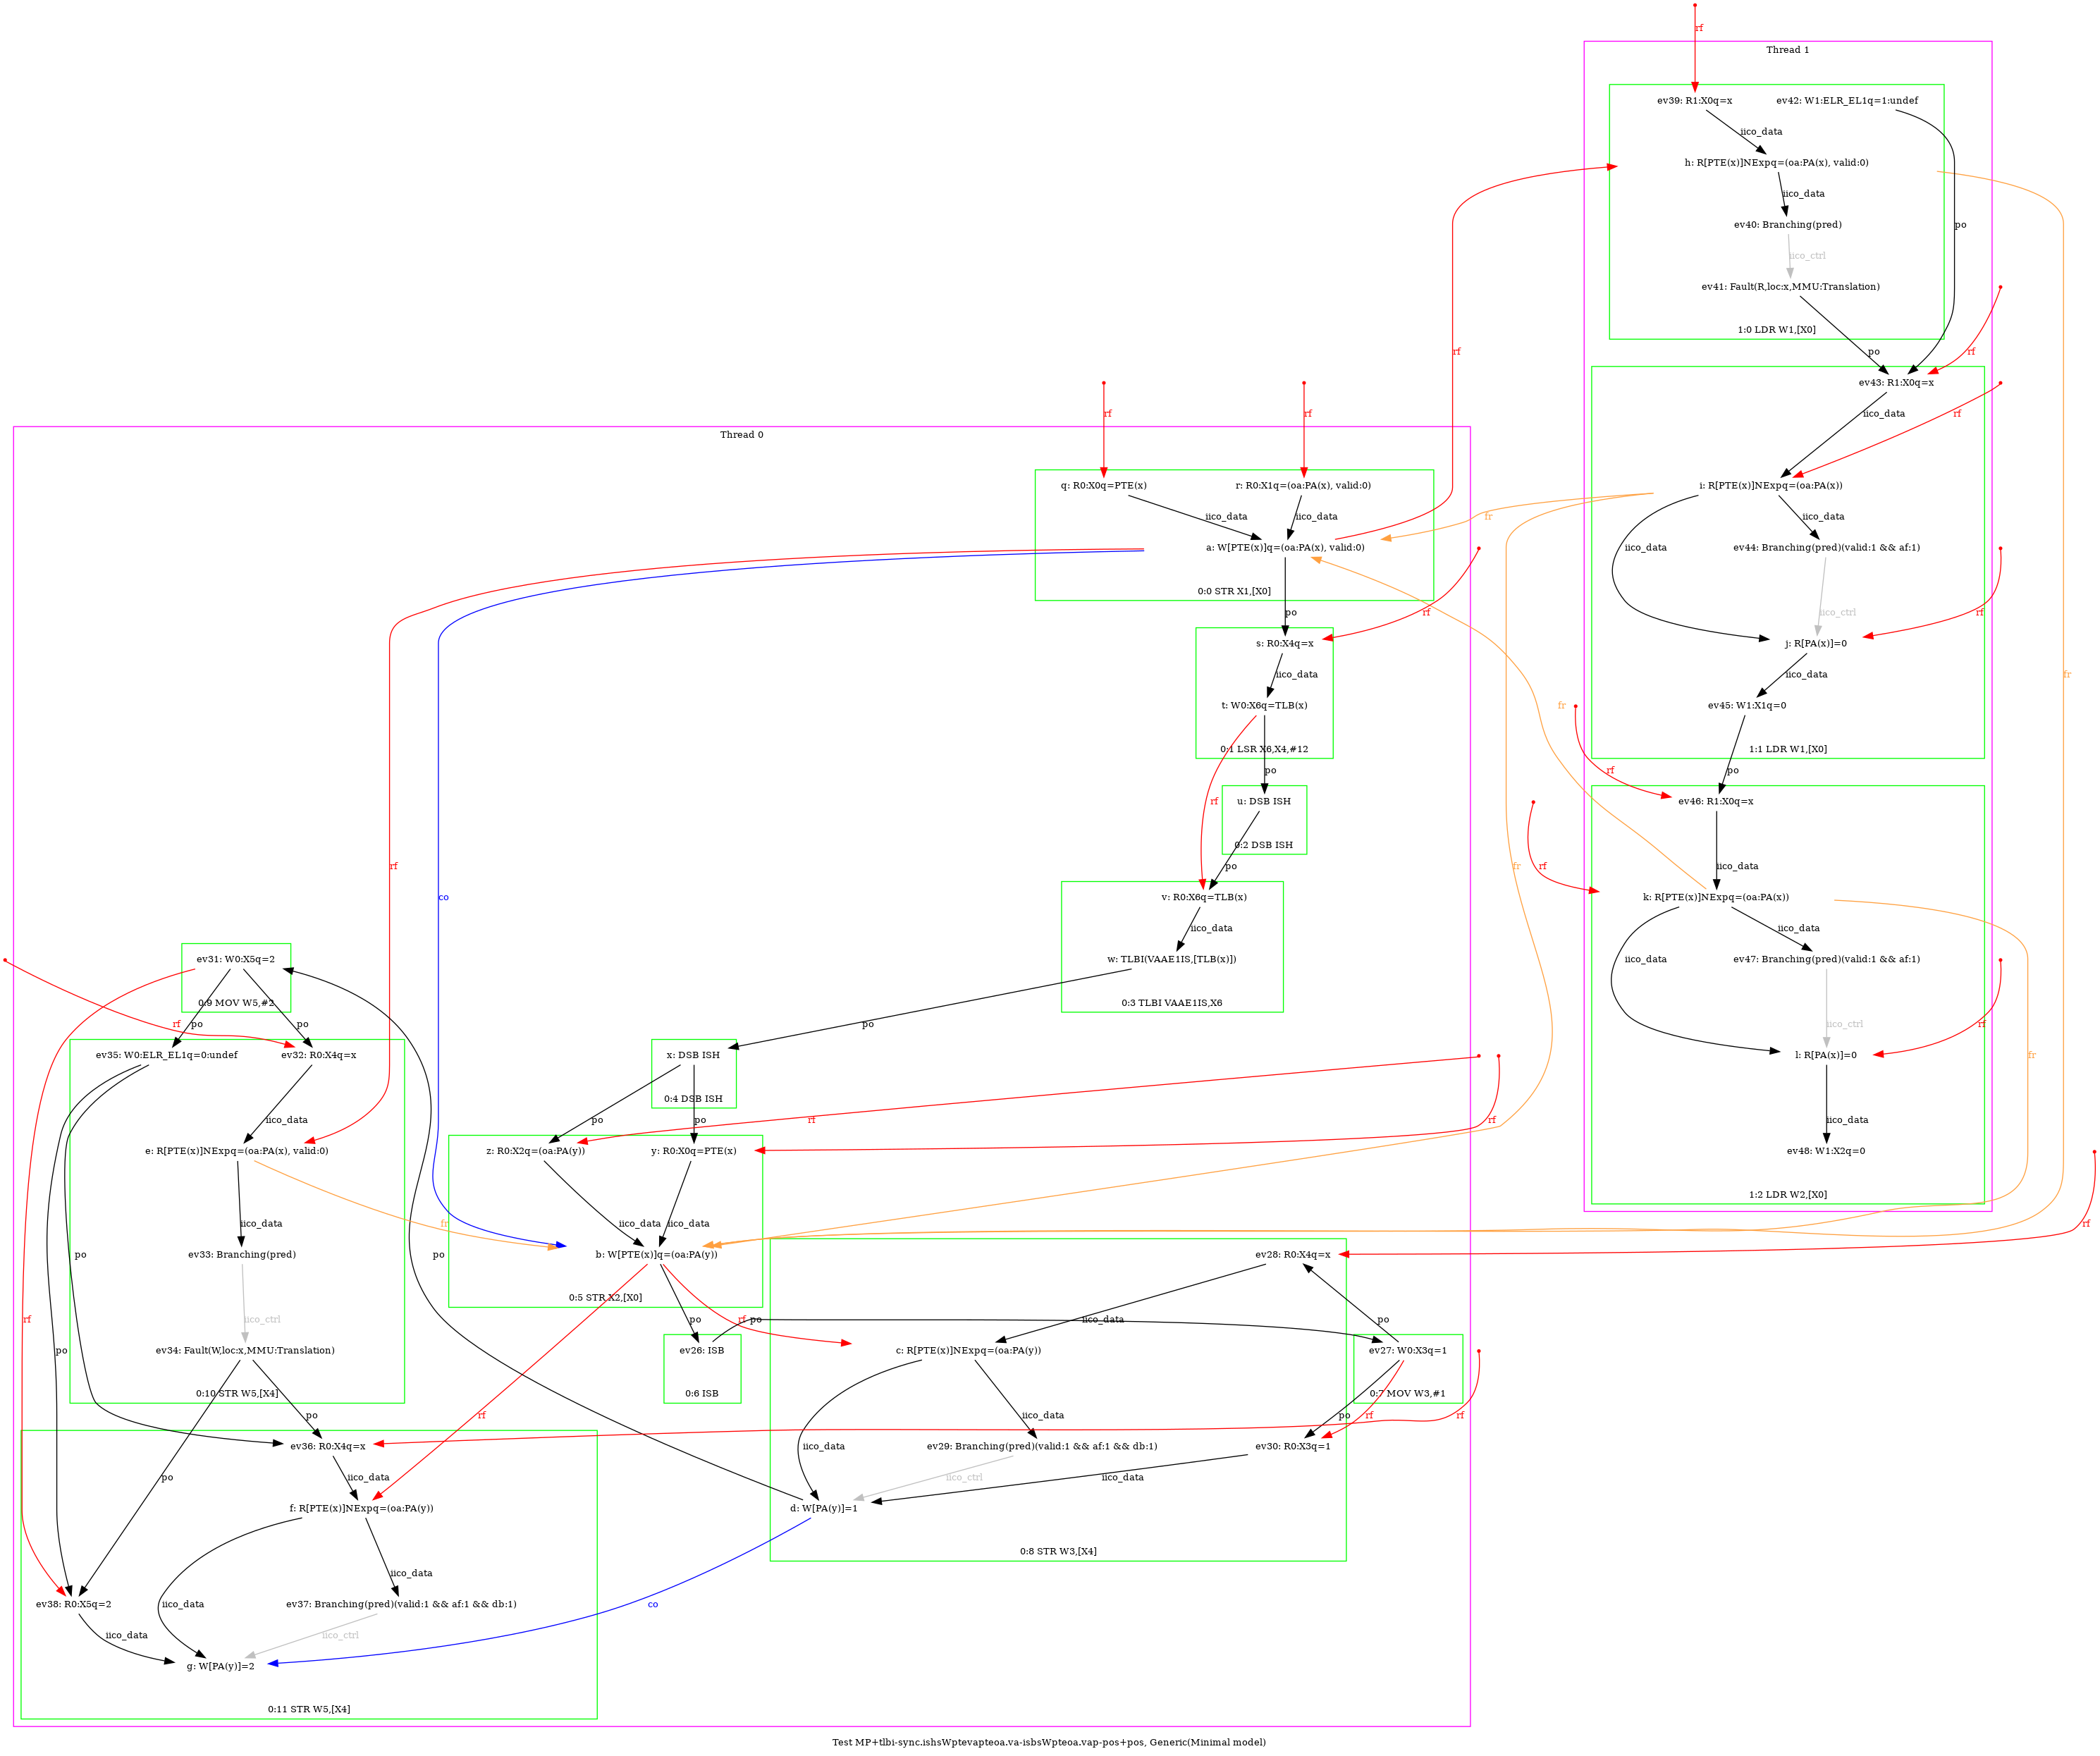 rf
Thread 1
ev39: R1:X0q=x
ev42: W1:ELR_EL1q=1:undef
iico_data
h: R[PTE(x)]NExpq=(oa:PA(x), valid:0)
iico_data
ev40: Branching(pred)
po
iico_ctrl
ev41: Fault(R,loc:x,MMU:Translation)
1:0 LDR W1,[X0]
rf
po
rf
ev43: R1:X0q=x
rf
rf
iico_data
rf
Thread 0
q: R0:X0q=PTE(x)
r: R0:X1q=(oa:PA(x), valid:0)
i: R[PTE(x)]NExpq=(oa:PA(x))
iico_data
iico_data
fr
iico_data
a: W[PTE(x)]q=(oa:PA(x), valid:0)
iico_data
ev44: Branching(pred)(valid:1 && af:1)
0:0 STR X1,[X0]
po
rf
iico_ctrl
rf
s: R0:X4q=x
j: R[PA(x)]=0
iico_data
iico_data
fr
t: W0:X6q=TLB(x)
fr
ev45: W1:X1q=0
0:1 LSR X6,X4,#12
1:1 LDR W1,[X0]
po
rf
po
rf
u: DSB ISH
ev46: R1:X0q=x
0:2 DSB ISH
rf
co
po
fr
rf
iico_data
v: R0:X6q=TLB(x)
k: R[PTE(x)]NExpq=(oa:PA(x))
iico_data
iico_data
iico_data
ev31: W0:X5q=2
w: TLBI(VAAE1IS,[TLB(x)])
ev47: Branching(pred)(valid:1 && af:1)
0:9 MOV W5,#2
0:3 TLBI VAAE1IS,X6
rf
po
po
po
iico_ctrl
rf
ev35: W0:ELR_EL1q=0:undef
ev32: R0:X4q=x
x: DSB ISH
l: R[PA(x)]=0
fr
0:4 DSB ISH
iico_data
po
po
rf
rf
iico_data
e: R[PTE(x)]NExpq=(oa:PA(x), valid:0)
z: R0:X2q=(oa:PA(y))
y: R0:X0q=PTE(x)
ev48: W1:X2q=0
1:2 LDR W2,[X0]
iico_data
fr
iico_data
iico_data
rf
po
po
ev33: Branching(pred)
b: W[PTE(x)]q=(oa:PA(y))
ev28: R0:X4q=x
0:5 STR X2,[X0]
rf
iico_ctrl
po
rf
po
iico_data
po
ev34: Fault(W,loc:x,MMU:Translation)
ev26: ISB
c: R[PTE(x)]NExpq=(oa:PA(y))
ev27: W0:X3q=1
po
0:10 STR W5,[X4]
0:6 ISB
0:7 MOV W3,#1
po
rf
iico_data
po
rf
rf
ev36: R0:X4q=x
iico_data
ev29: Branching(pred)(valid:1 && af:1 && db:1)
ev30: R0:X3q=1
po
iico_data
iico_ctrl
iico_data
f: R[PTE(x)]NExpq=(oa:PA(y))
d: W[PA(y)]=1
0:8 STR W3,[X4]
iico_data
iico_data
ev38: R0:X5q=2
ev37: Branching(pred)(valid:1 && af:1 && db:1)
co
iico_data
iico_ctrl
g: W[PA(y)]=2
0:11 STR W5,[X4]
Test MP+tlbi-sync.ishsWptevapteoa.va-isbsWpteoa.vap-pos+pos, Generic(Minimal model)